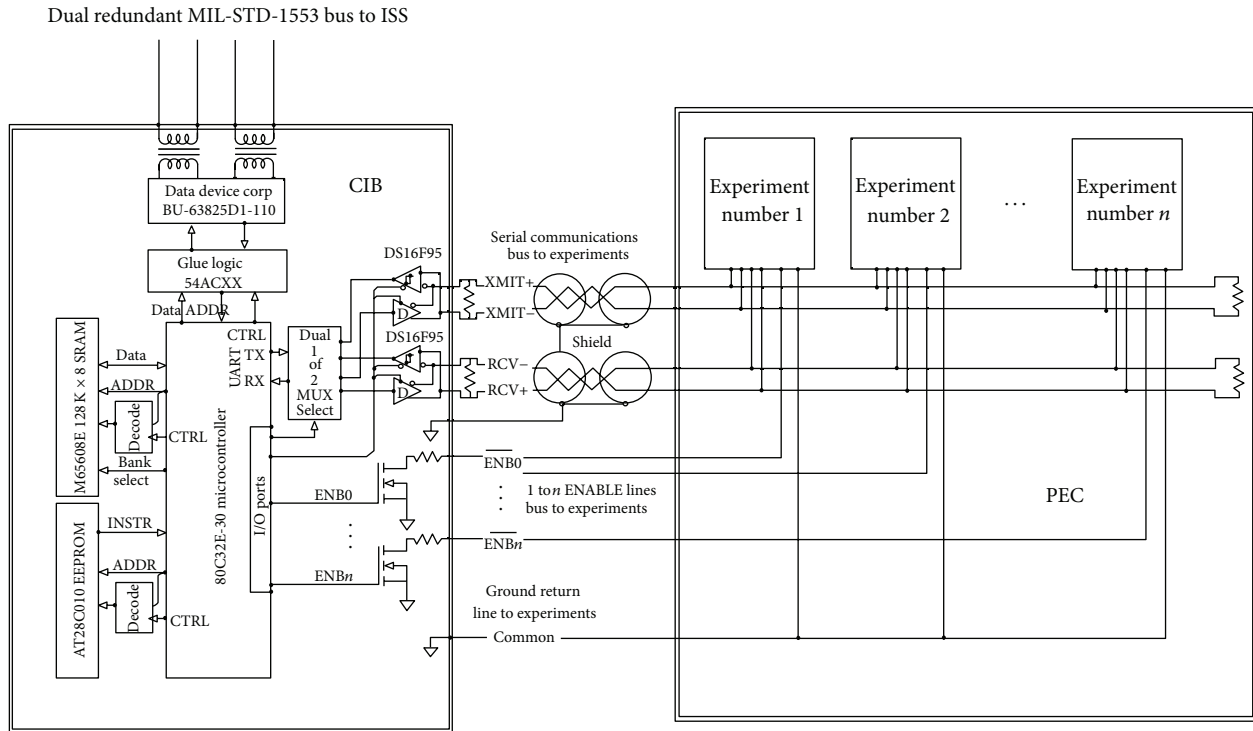 Dual redundant MIL-STD-1553 bus to ISS
CIB
Data device corp
BU-63825D1-110
Glue logic
54ACXX
Data ADDR
CTRL
UART
TX
RX
Dual
1
of
2
MUX
Select
DS16F95
D
DS16F95
D
M65608E 128 K × 8 SRAM
Data
ADDR
Decode
CTRL
Bank
select
80C32E-30 microcontroller
I/O ports
AT28C010 EEPROM
INSTR
ADDR
Decode
CTRL
ENB0
⋮
ENBn
Serial communications
bus to experiments
XMIT+
XMIT−
Shield
RCV−
RCV+
E̅N̅B̅0̅
⋮
1 to n ENABLE lines
bus to experiments
E̅N̅B̅n̅
Ground return
line to experiments
Common
Experiment
number 1
Experiment
number 2
...
Experiment
number n
PEC